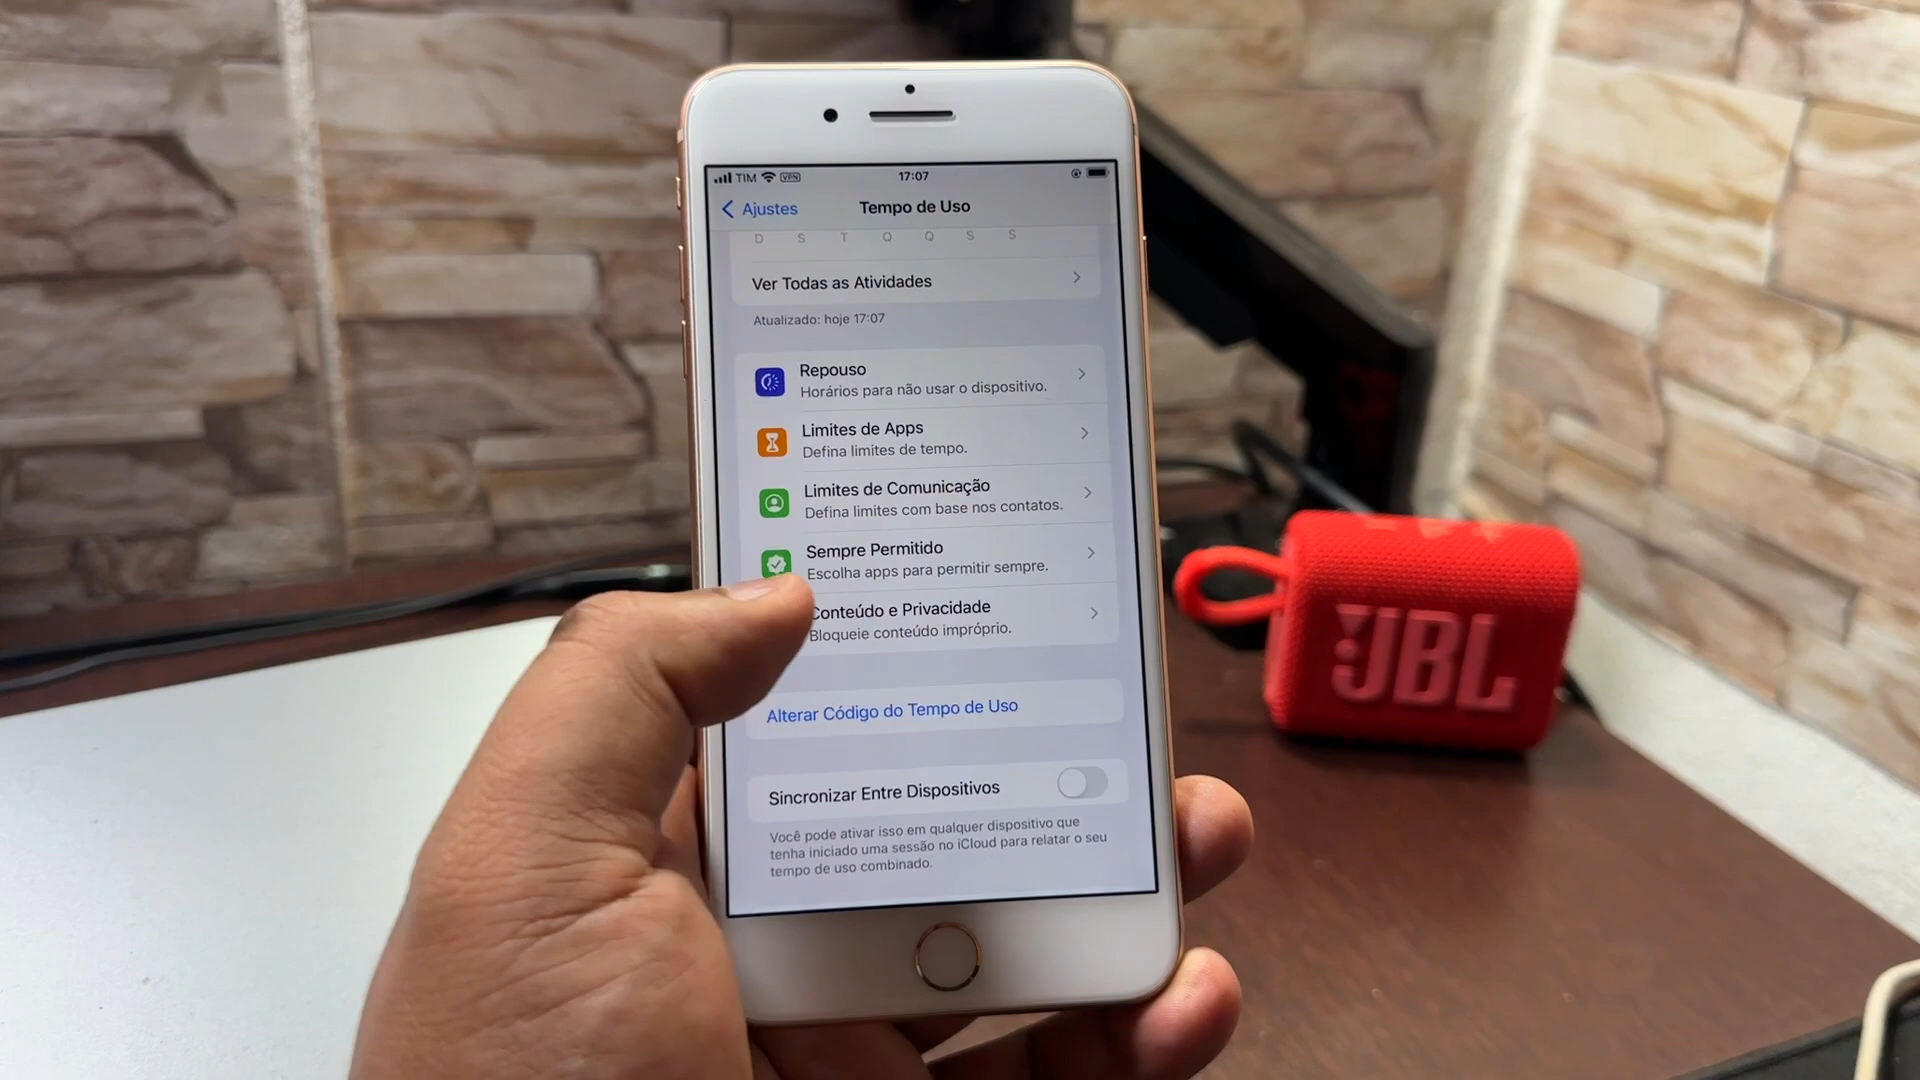 TIM VPN 17:07
Ajustes Tempo de Uso
D S T Q Q S S
Ver Todas as Atividades
Atualizado: hoje 17:07
Repouso
Horários para não usar o dispositivo.
Limites de Apps
Defina limites de tempo.
Limites de Comunicação
Defina limites com base nos contatos.
Sempre Permitido
Escolha apps para permitir sempre.
Conteúdo e Privacidade
Bloqueie conteúdo impróprio.
Alterar Código do Tempo de Uso
Sincronizar Entre Dispositivos
Você pode ativar isso em qualquer dispositivo que
tenha iniciado uma sessão no iCloud para relatar o seu
tempo de uso combinado.
JBL